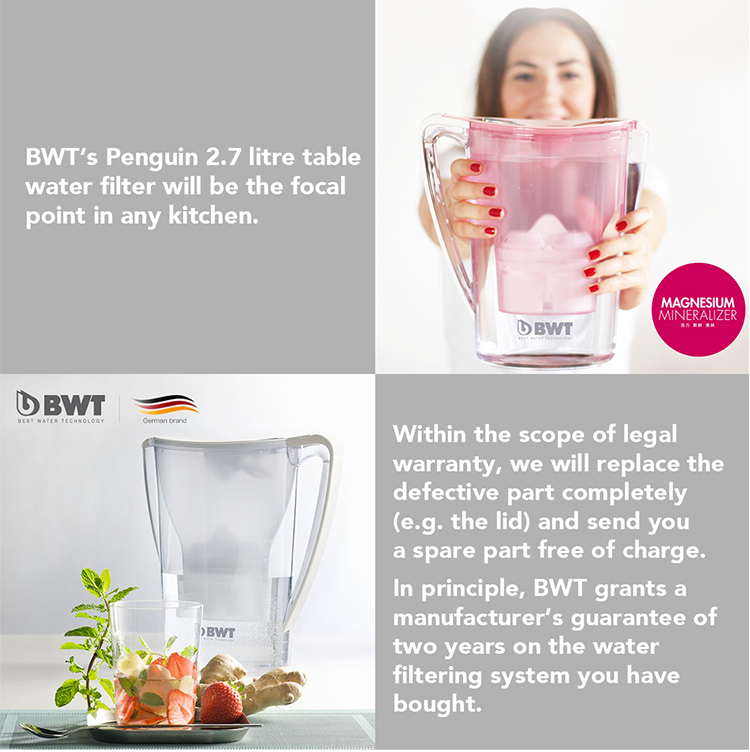 BWT's Penguin 2.7 litre table
water filter will be the focal
point in any kitchen.
MAGNESIUM
MINERALIZER
BWT
BEST WATER TECHNOLOGY
BWT
BEST WATER TECHNOLOGY
German brand
BWT
Within the scope of legal
warranty, we will replace the
defective part completely
(e.g. the lid) and send you
a spare part free of charge.
In principle, BWT grants a
manufacturer's guarantee of
two years on the water
filtering system you have
bought.